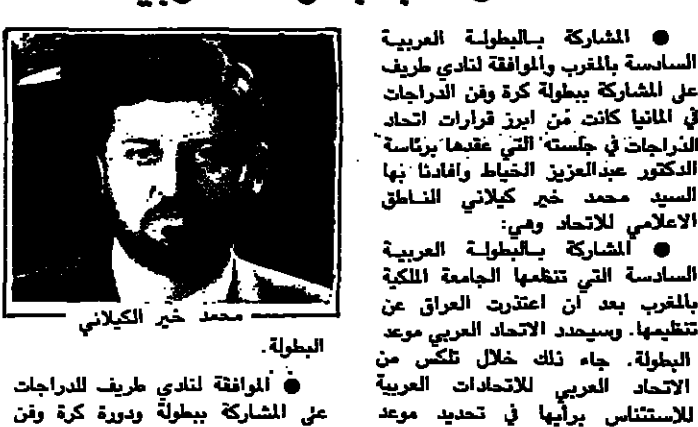 ● المشاركة بالبطولة العربية
السادسة بالمغرب والموافقة لنادي طريف
على المشاركة ببطولة كرة وفن الدراجات
في المانيا كانت من ابرز قرارات اتحاد
الدراجات في جلسته التي عقدها برئاسة
الدكتور عبدالعزيز الخياط وافادنا بها
السيد محمد خير كيلاني الناطق
الاعلامي للاتحاد وهي:
● المشاركة بالبطولة العربية
السادسة التي تنظمها الجامعة الملكية
بالمغرب بعد ان اعتذرت العراق عن
تنظيمها. وسيحدد الاتحاد العربي موعد
البطولة. جاء ذلك خلال تلكس من
الاتحاد العربي للاتحادات العربية
للاستئناس برأيها في تحديد موعد
محمد خير الكيلاني
البطولة.
● الموافقة لنادي طريف للدراجات
على المشاركة ببطولة ودورة كرة وفن